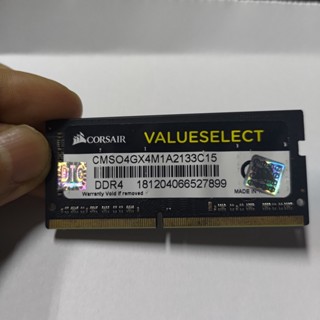 CORSAIR VALUESELECT
CMSO4GX4M1A2133C15
DDR4 181204066527899
Warranty Void if Removed MADE IN